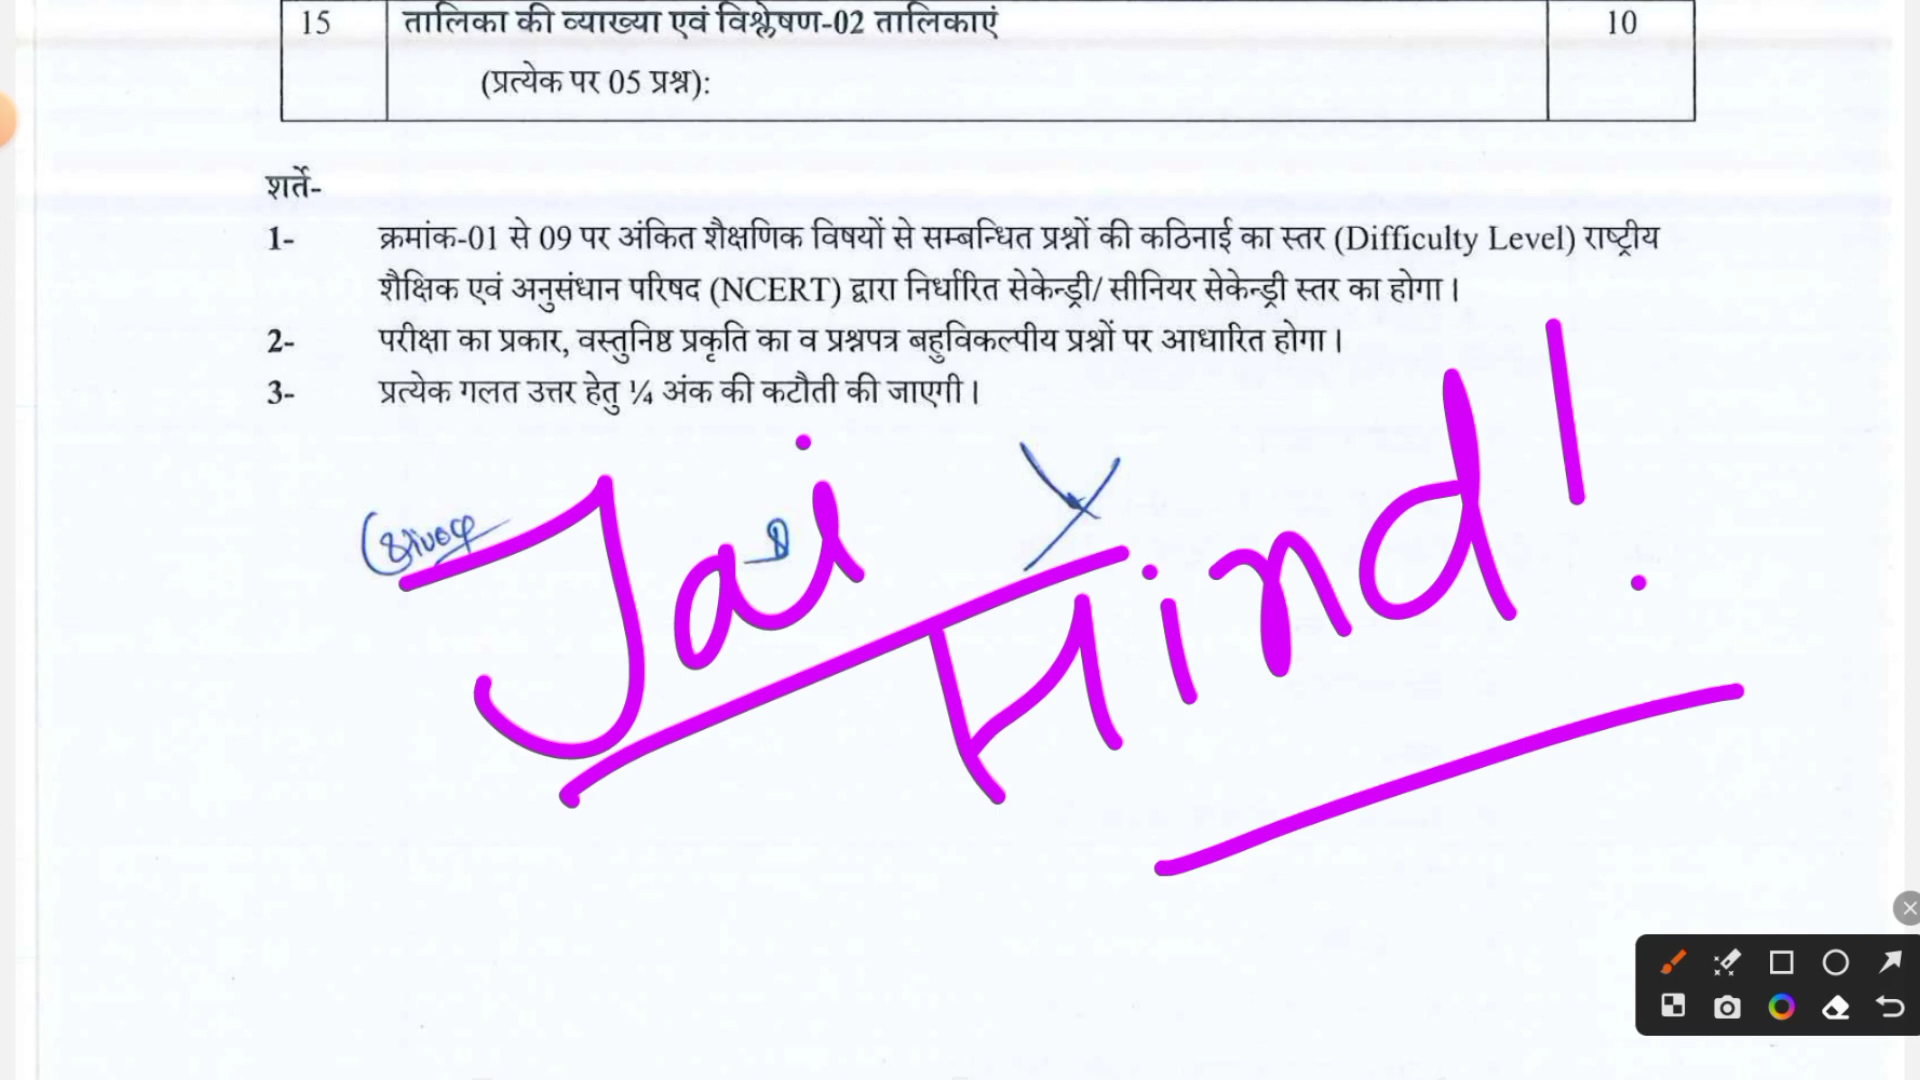 15 तालिका की व्याख्या एवं विश्लेषण-02 तालिकाएं 10
(प्रत्येक पर 05 प्रश्न):
शर्ते-
1- क्रमांक-01 से 09 पर अंकित शैक्षणिक विषयों से सम्बन्धित प्रश्नों की कठिनाई का स्तर (Difficulty Level) राष्ट्रीय
शैक्षिक एवं अनुसंधान परिषद (NCERT) द्वारा निर्धारित सेकेन्ड्री/ सीनियर सेकेन्ड्री स्तर का होगा।
2- परीक्षा का प्रकार, वस्तुनिष्ठ प्रकृति का व प्रश्नपत्र बहुविकल्पीय प्रश्नों पर आधारित होगा।
3- प्रत्येक गलत उत्तर हेतु ¼ अंक की कटौती की जाएगी।
Jai Hind!